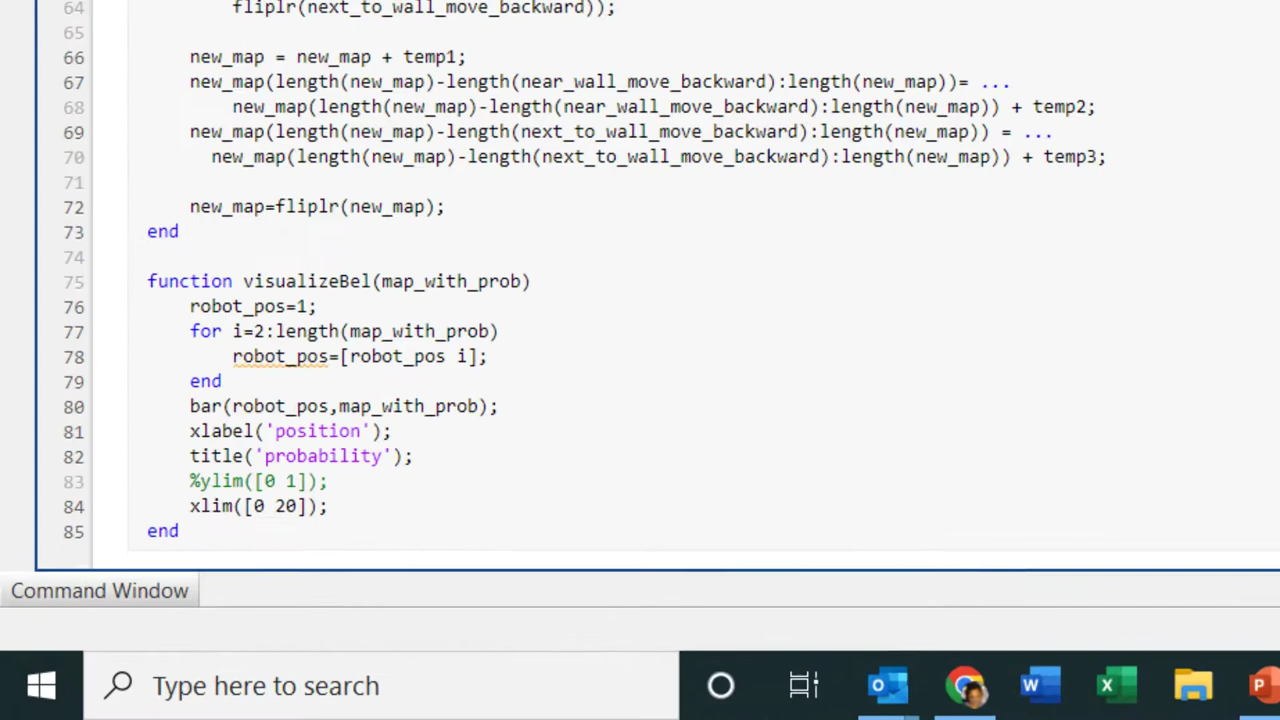 64 fliplr(next_to_wall_move_backward));
65
66 new_map = new_map + temp1;
67 new_map(length(new_map)-length(near_wall_move_backward):length(new_map))= ...
68 new_map(length(new_map)-length(near_wall_move_backward):length(new_map)) + temp2;
69 new_map(length(new_map)-length(next_to_wall_move_backward):length(new_map)) = ...
70 new_map(length(new_map)-length(next_to_wall_move_backward):length(new_map)) + temp3;
71
72 new_map=fliplr(new_map);
73 end
74
75 function visualizeBel(map_with_prob)
76 robot_pos=1;
77 for i=2:length(map_with_prob)
78 robot_pos=[robot_pos i];
79 end
80 bar(robot_pos,map_with_prob);
81 xlabel('position');
82 title('probability');
83 %ylim([0 1]);
84 xlim([0 20]);
85 end
Command Window
Type here to search